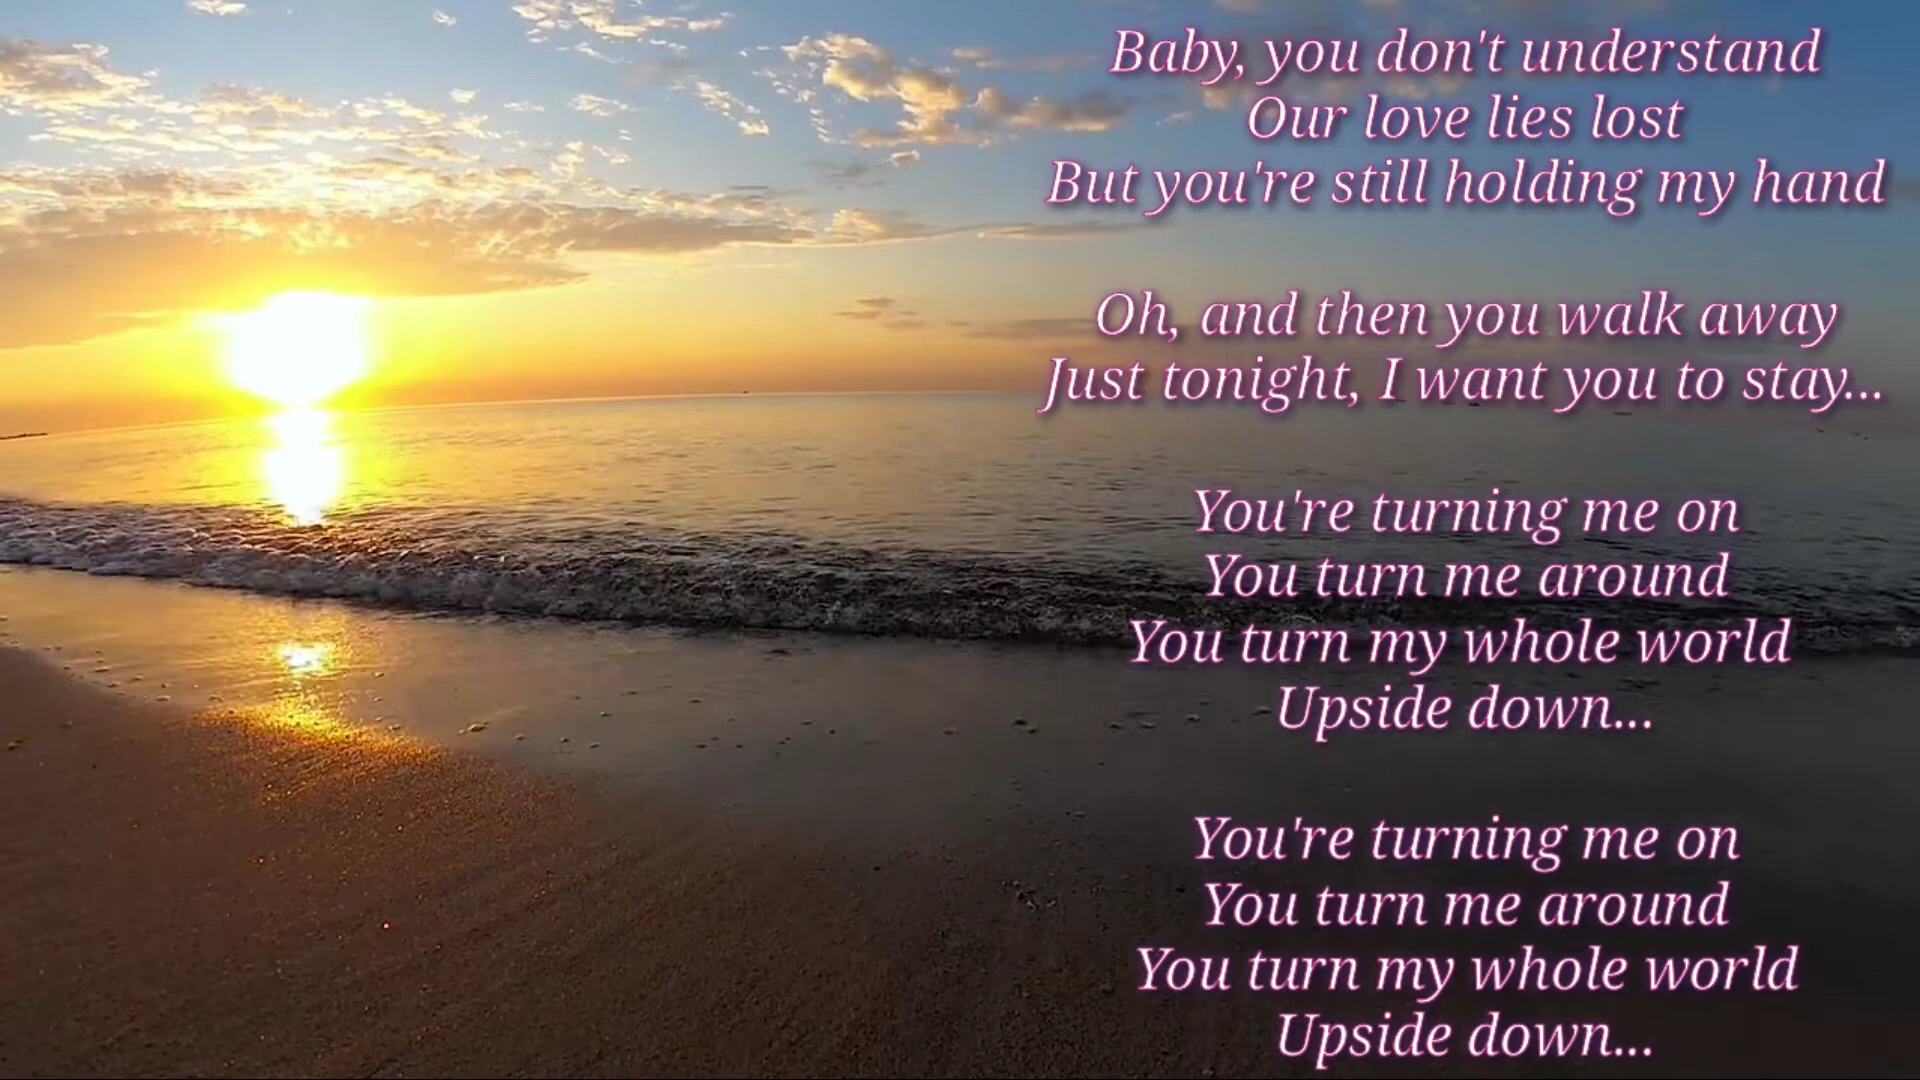 Baby, you don't understand
Our love lies lost
But you're still holding my hand
Oh, and then you walk away
Just tonight, I want you to stay...
You're turning me on
You turn me around
You turn my whole world
Upside down...
You're turning me on
You turn me around
You turn my whole world
Upside down...